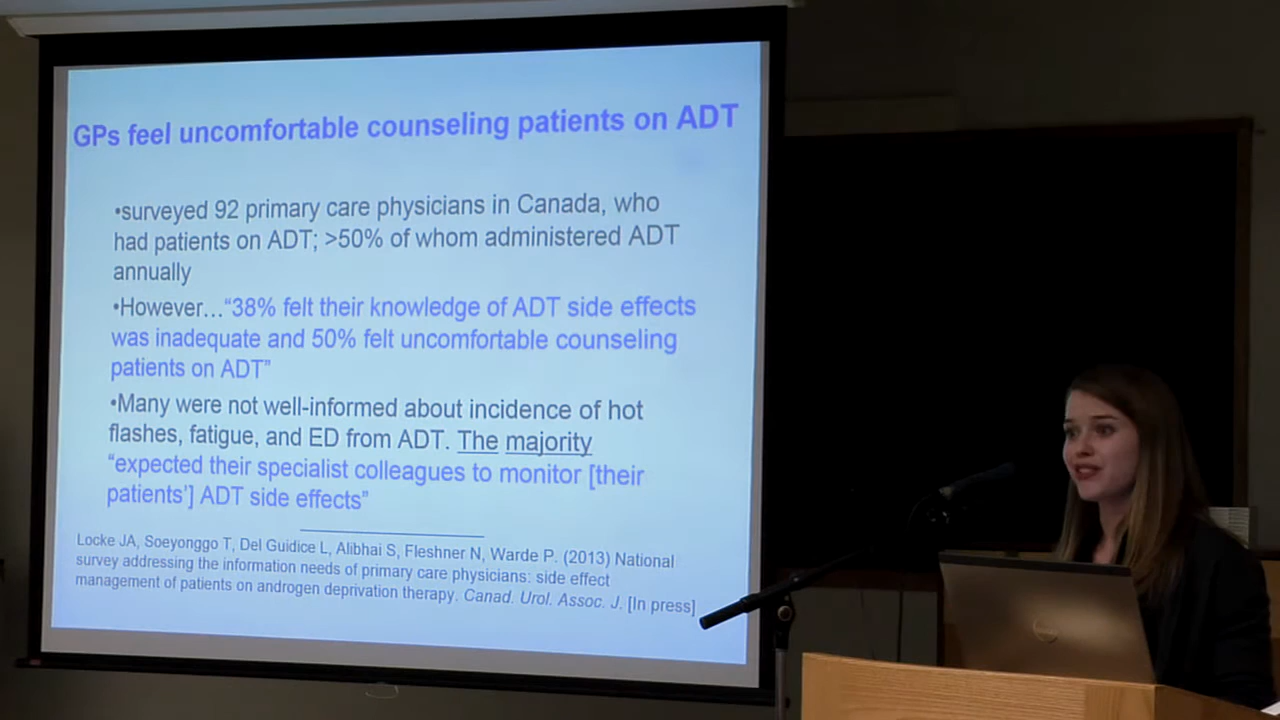 GPs feel uncomfortable counseling patients on ADT
•surveyed 92 primary care physicians in Canada, who
had patients on ADT; >50% of whom administered ADT
annually
•However…“38% felt their knowledge of ADT side effects
was inadequate and 50% felt uncomfortable counseling
patients on ADT”
•Many were not well-informed about incidence of hot
flashes, fatigue, and ED from ADT. The majority
“expected their specialist colleagues to monitor [their
patients’] ADT side effects”
Locke JA, Soeyonggo T, Del Guidice L, Alibhai S, Fleshner N, Warde P. (2013) National
survey addressing the information needs of primary care physicians: side effect
management of patients on androgen deprivation therapy. Canad. Urol. Assoc. J. [In press]